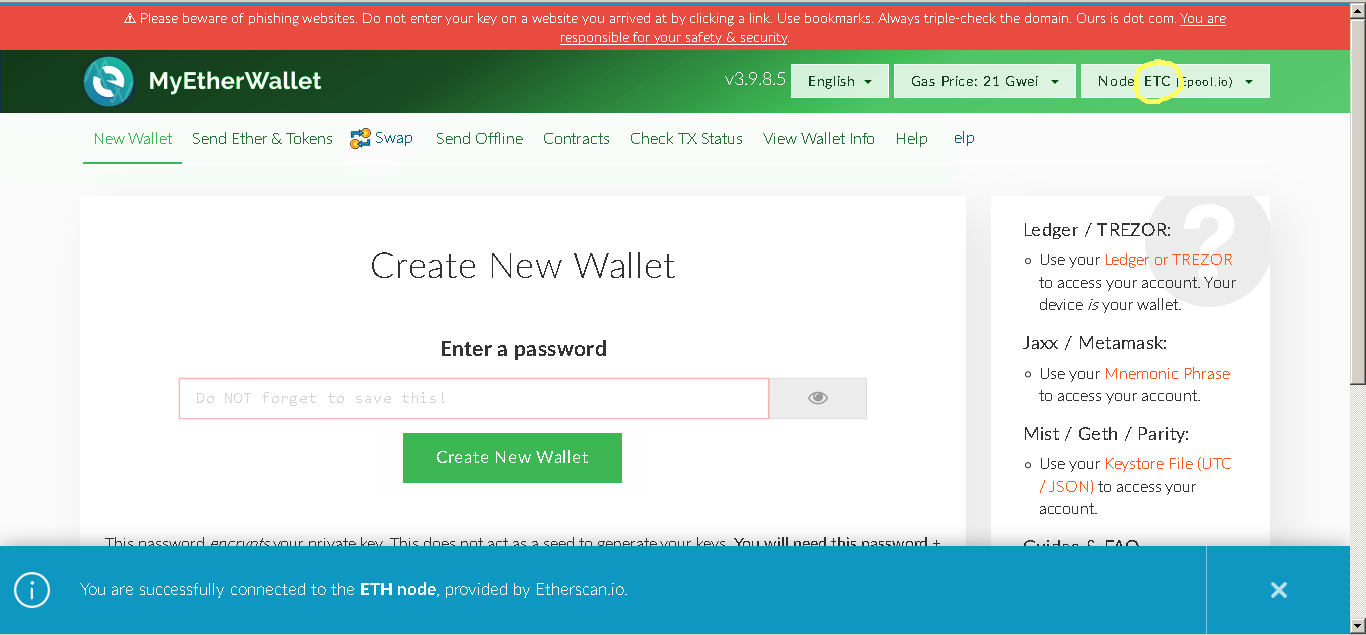 ⚠ Please beware of phishing websites. Do not enter your key on a website you arrived at by clicking a link. Use bookmarks. Always triple-check the domain. Ours is dot com. You are
responsible for your safety & security.
MyEtherWallet
v3.9.8.5 English Gas Price: 21 Gwei Node ETC (Epool.io)
New Wallet Send Ether & Tokens Swap Send Offline Contracts Check TX Status View Wallet Info Help elp
Create New Wallet
Enter a password
Do NOT forget to save this!
Create New Wallet
This password encrypts your private key. This does not act as a seed to generate your keys. You will need this password +
Ledger / TREZOR:
Use your Ledger or TREZOR
to access your account. Your
device is your wallet.
Jaxx / Metamask:
Use your Mnemonic Phrase
to access your account.
Mist / Geth / Parity:
Use your Keystore File (UTC
/ JSON) to access your
account.
Guides & FAQ
You are successfully connected to the ETH node, provided by Etherscan.io.